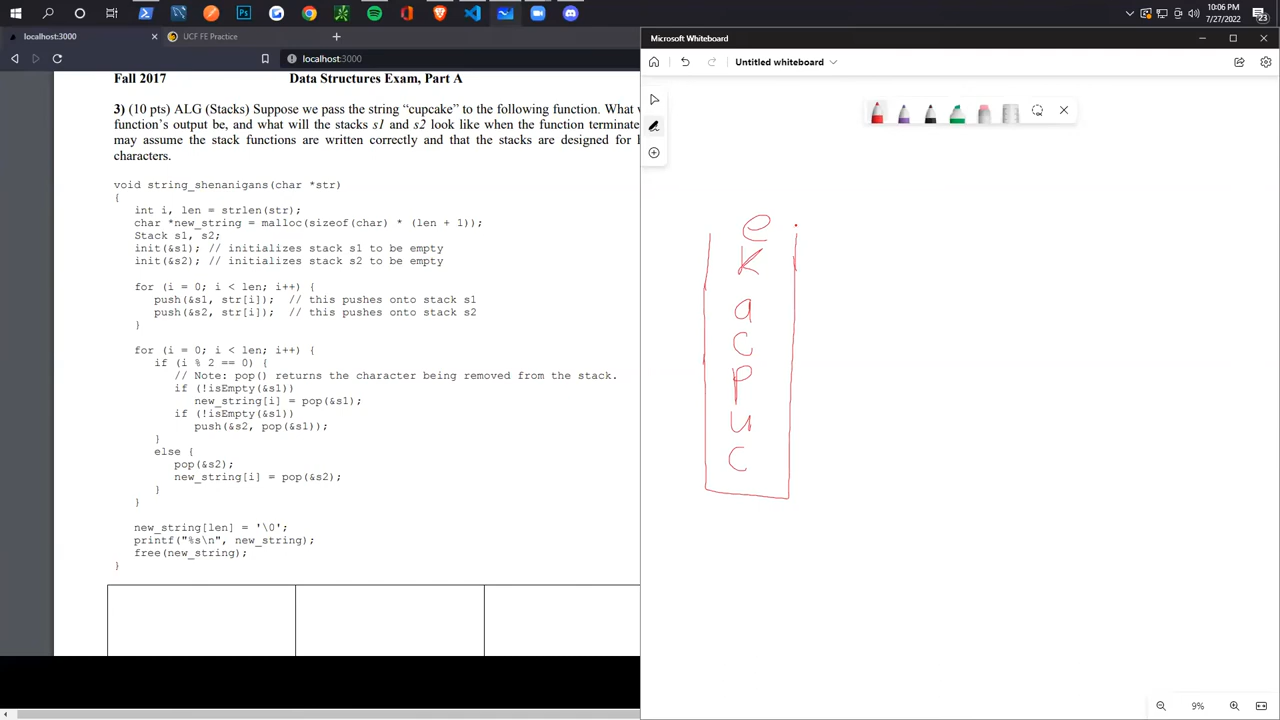 10:06 PM
7/27/2022
23
localhost:3000
UCF FE Practice
localhost:3000
Microsoft Whiteboard
Untitled whiteboard
Fall 2017 Data Structures Exam, Part A
3) (10 pts) ALG (Stacks) Suppose we pass the string “cupcake” to the following function. What
function’s output be, and what will the stacks s1 and s2 look like when the function terminate
may assume the stack functions are written correctly and that the stacks are designed for
characters.
void string_shenanigans(char *str)
{
int i, len = strlen(str);
char *new_string = malloc(sizeof(char) * (len + 1));
Stack s1, s2;
init(&s1); // initializes stack s1 to be empty
init(&s2); // initializes stack s2 to be empty
for (i = 0; i < len; i++) {
push(&s1, str[i]); // this pushes onto stack s1
push(&s2, str[i]); // this pushes onto stack s2
}
for (i = 0; i < len; i++) {
if (i % 2 == 0) {
// Note: pop() returns the character being removed from the stack.
if (!isEmpty(&s1))
new_string[i] = pop(&s1);
if (!isEmpty(&s1))
push(&s2, pop(&s1));
}
else {
pop(&s2);
new_string[i] = pop(&s2);
}
}
new_string[len] = '\0';
printf("%s\n", new_string);
free(new_string);
}
e
k
a
c
p
u
c
9%